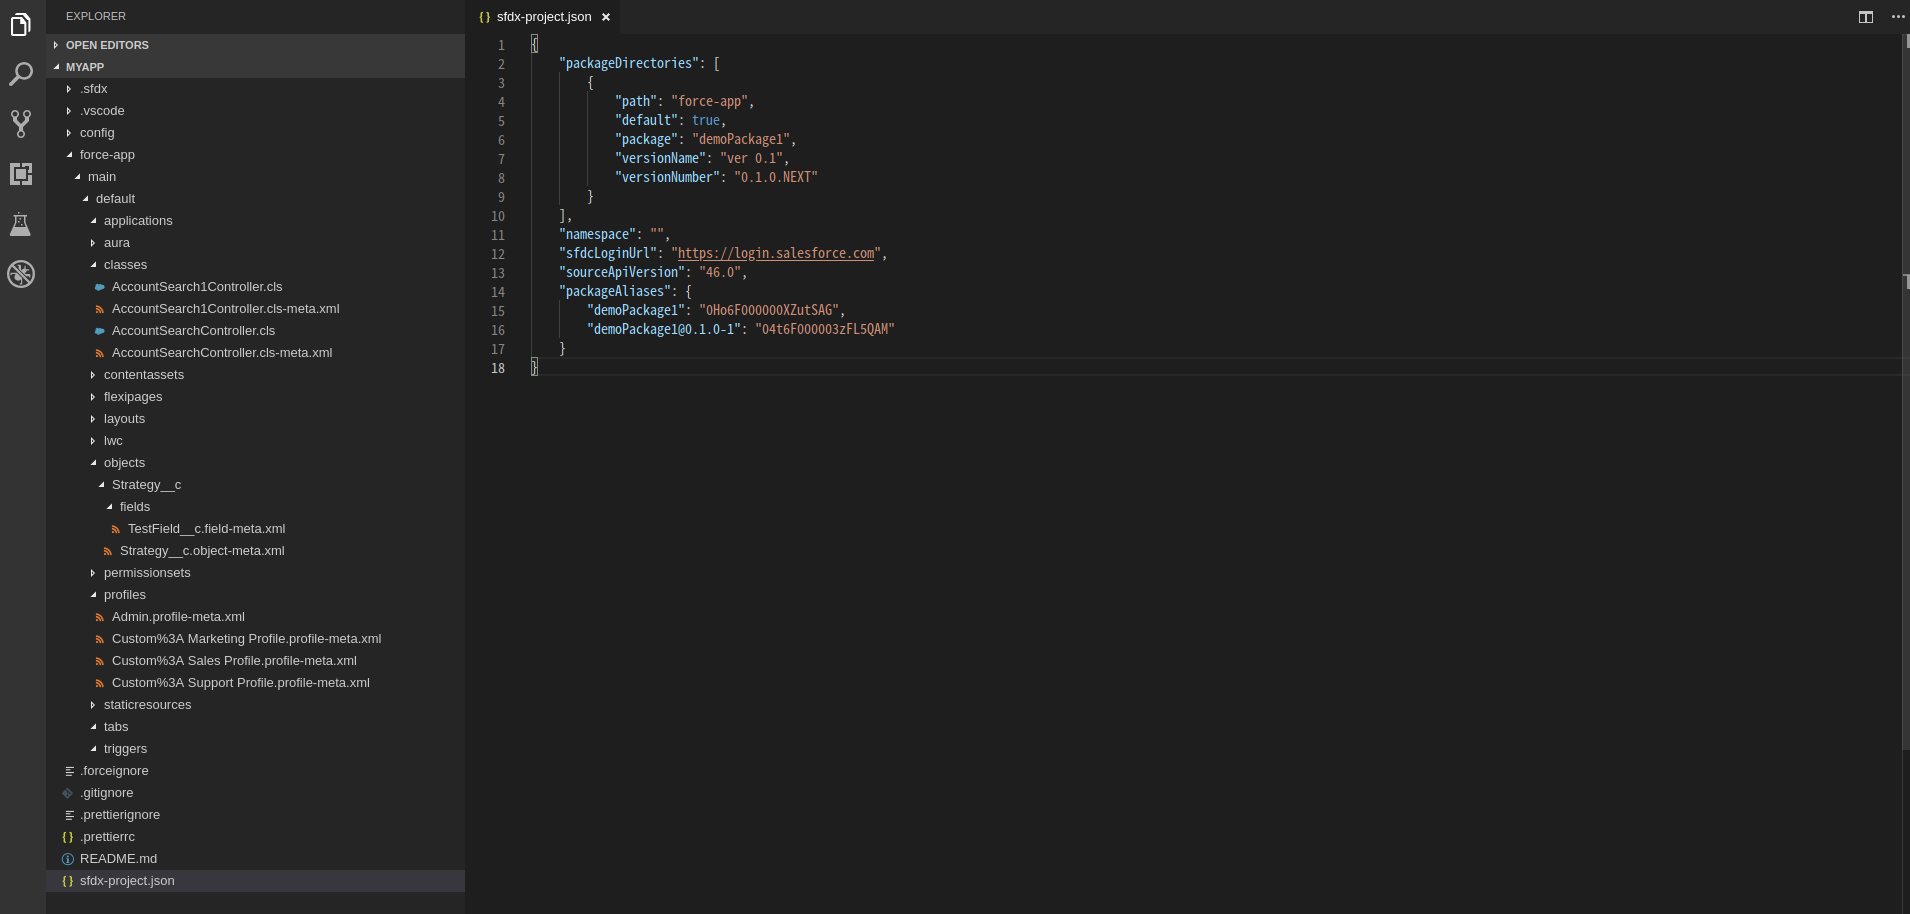 EXPLORER
OPEN EDITORS
MYAPP
.sfdx
.vscode
config
force-app
main
default
applications
aura
classes
AccountSearch1Controller.cls
AccountSearch1Controller.cls-meta.xml
AccountSearchController.cls
AccountSearchController.cls-meta.xml
contentassets
flexipages
layouts
lwc
objects
Strategy__c
fields
TestField__c.field-meta.xml
Strategy__c.object-meta.xml
permissionsets
profiles
Admin.profile-meta.xml
Custom%3A Marketing Profile.profile-meta.xml
Custom%3A Sales Profile.profile-meta.xml
Custom%3A Support Profile.profile-meta.xml
staticresources
tabs
triggers
.forceignore
.gitignore
.prettierignore
{ } .prettierrc
README.md
{ } sfdx-project.json
{ } sfdx-project.json ×
1 {
2 "packageDirectories": [
3 {
4 "path": "force-app",
5 "default": true,
6 "package": "demoPackage1",
7 "versionName": "ver 0.1",
8 "versionNumber": "0.1.0.NEXT"
9 }
10 ],
11 "namespace": "",
12 "sfdcLoginUrl": "https://login.salesforce.com",
13 "sourceApiVersion": "46.0",
14 "packageAliases": {
15 "demoPackage1": "0Ho6F000000XZutSAG",
16 "demoPackage1@0.1.0-1": "04t6F000003zFL5QAM"
17 }
18 }